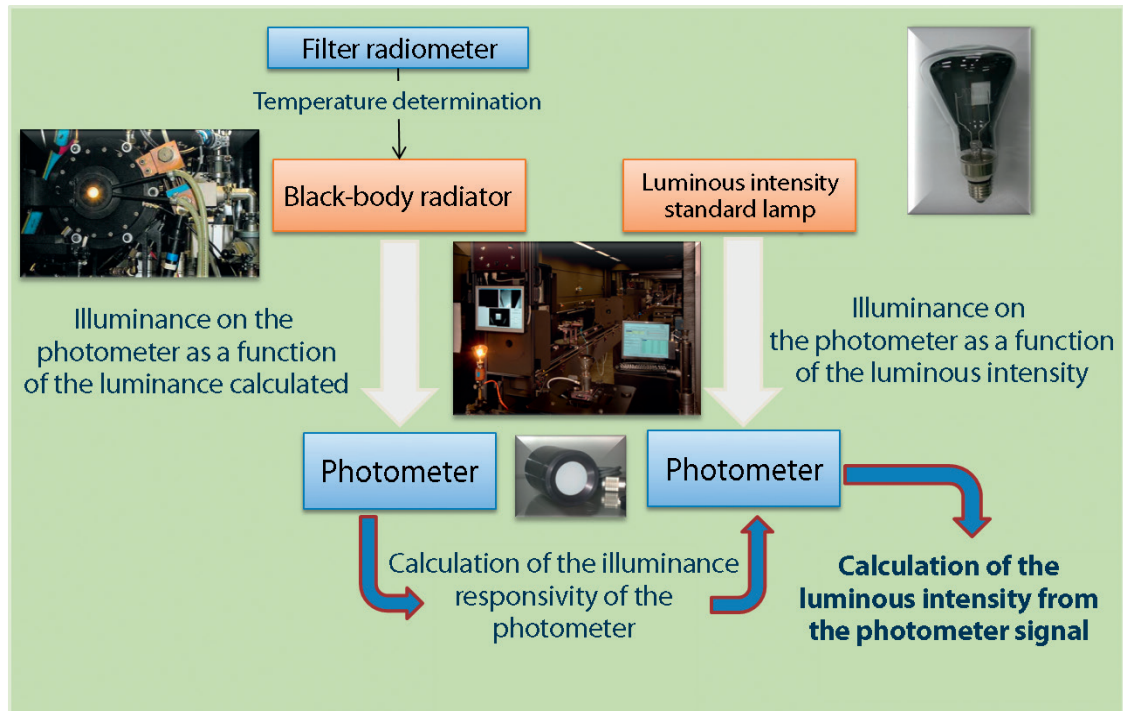 Filter radiometer
Temperature determination
Black-body radiator
Luminous intensity
standard lamp
Illuminance on the
photometer as a function
of the luminance calculated
Illuminance on
the photometer as a function
of the luminous intensity
Photometer
Photometer
Calculation of the illuminance
responsivity of the
photometer
Calculation of the
luminous intensity from
the photometer signal